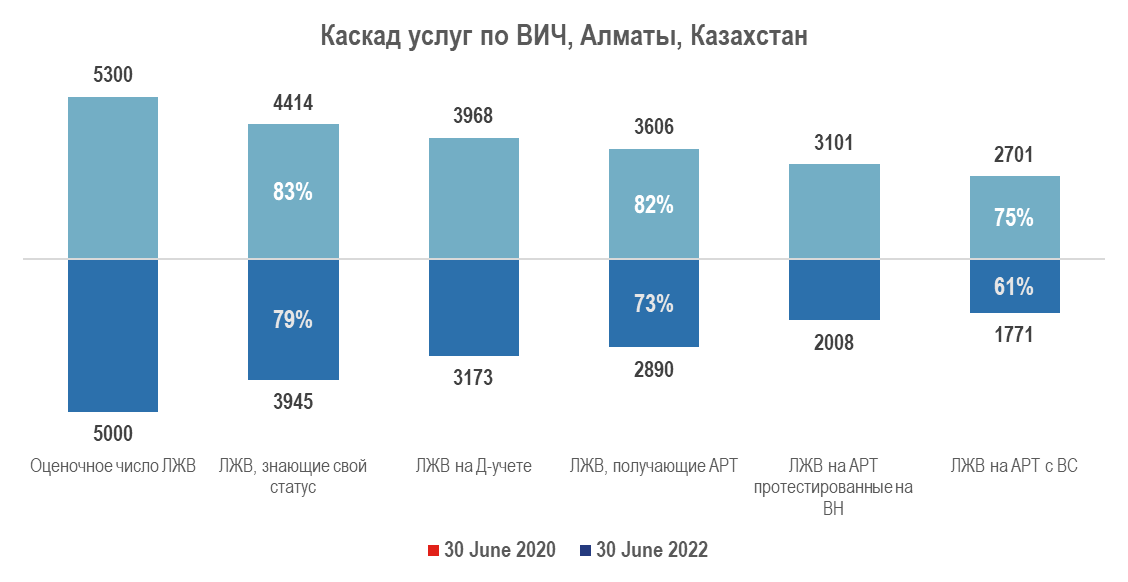 Каскад услуг по ВИЧ, Алматы, Казахстан
5300
4414
3968
3606
3101
2701
83%
82%
75%
79%
73%
61%
5000
3945
3173
2890
2008
1771
Оценочное число ЛЖВ
ЛЖВ, знающие свой
статус
ЛЖВ на Д-учете
ЛЖВ, получающие АРТ
ЛЖВ на АРТ
протестированные на
ВН
ЛЖВ на АРТ с ВС
30 June 2020
30 June 2022